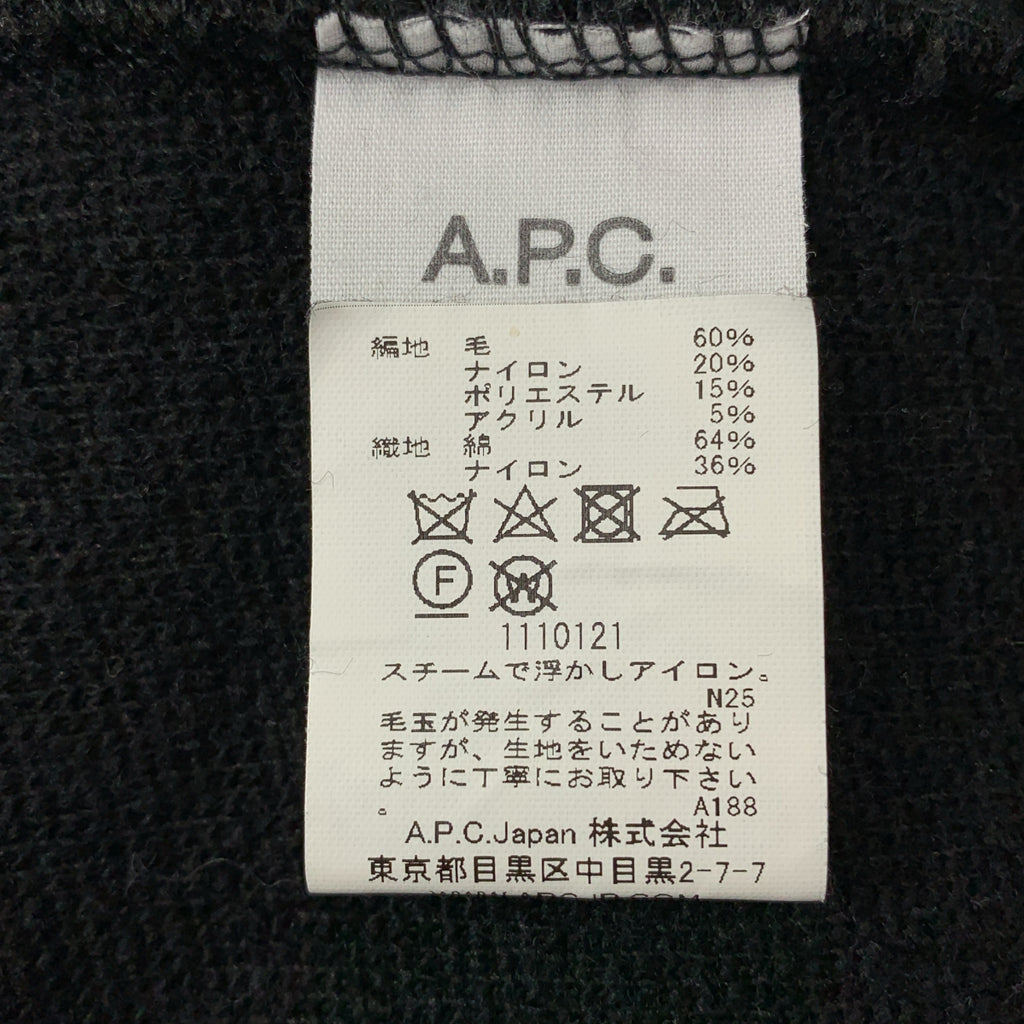 A.P.C.
編地 毛 60%
ナイロン 20%
ポリエステル 15%
アクリル 5%
織地 綿 64%
ナイロン 36%
F W
1110121
スチームで浮かしアイロン。
N25
毛玉が発生することがあり
ますが、生地をいためない
ように丁寧にお取り下さい
。 A188
A.P.C.Japan 株式会社
東京都目黒区中目黒2-7-7